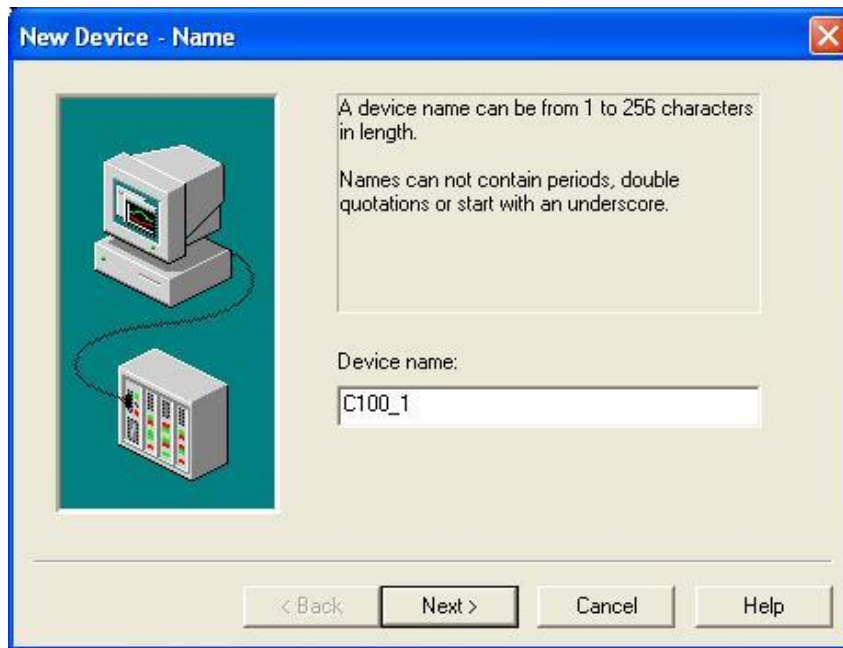 New Device - Name
A device name can be from 1 to 256 characters
in length.
Names can not contain periods, double
quotations or start with an underscore.
Device name:
C100_1
< Back
Next >
Cancel
Help